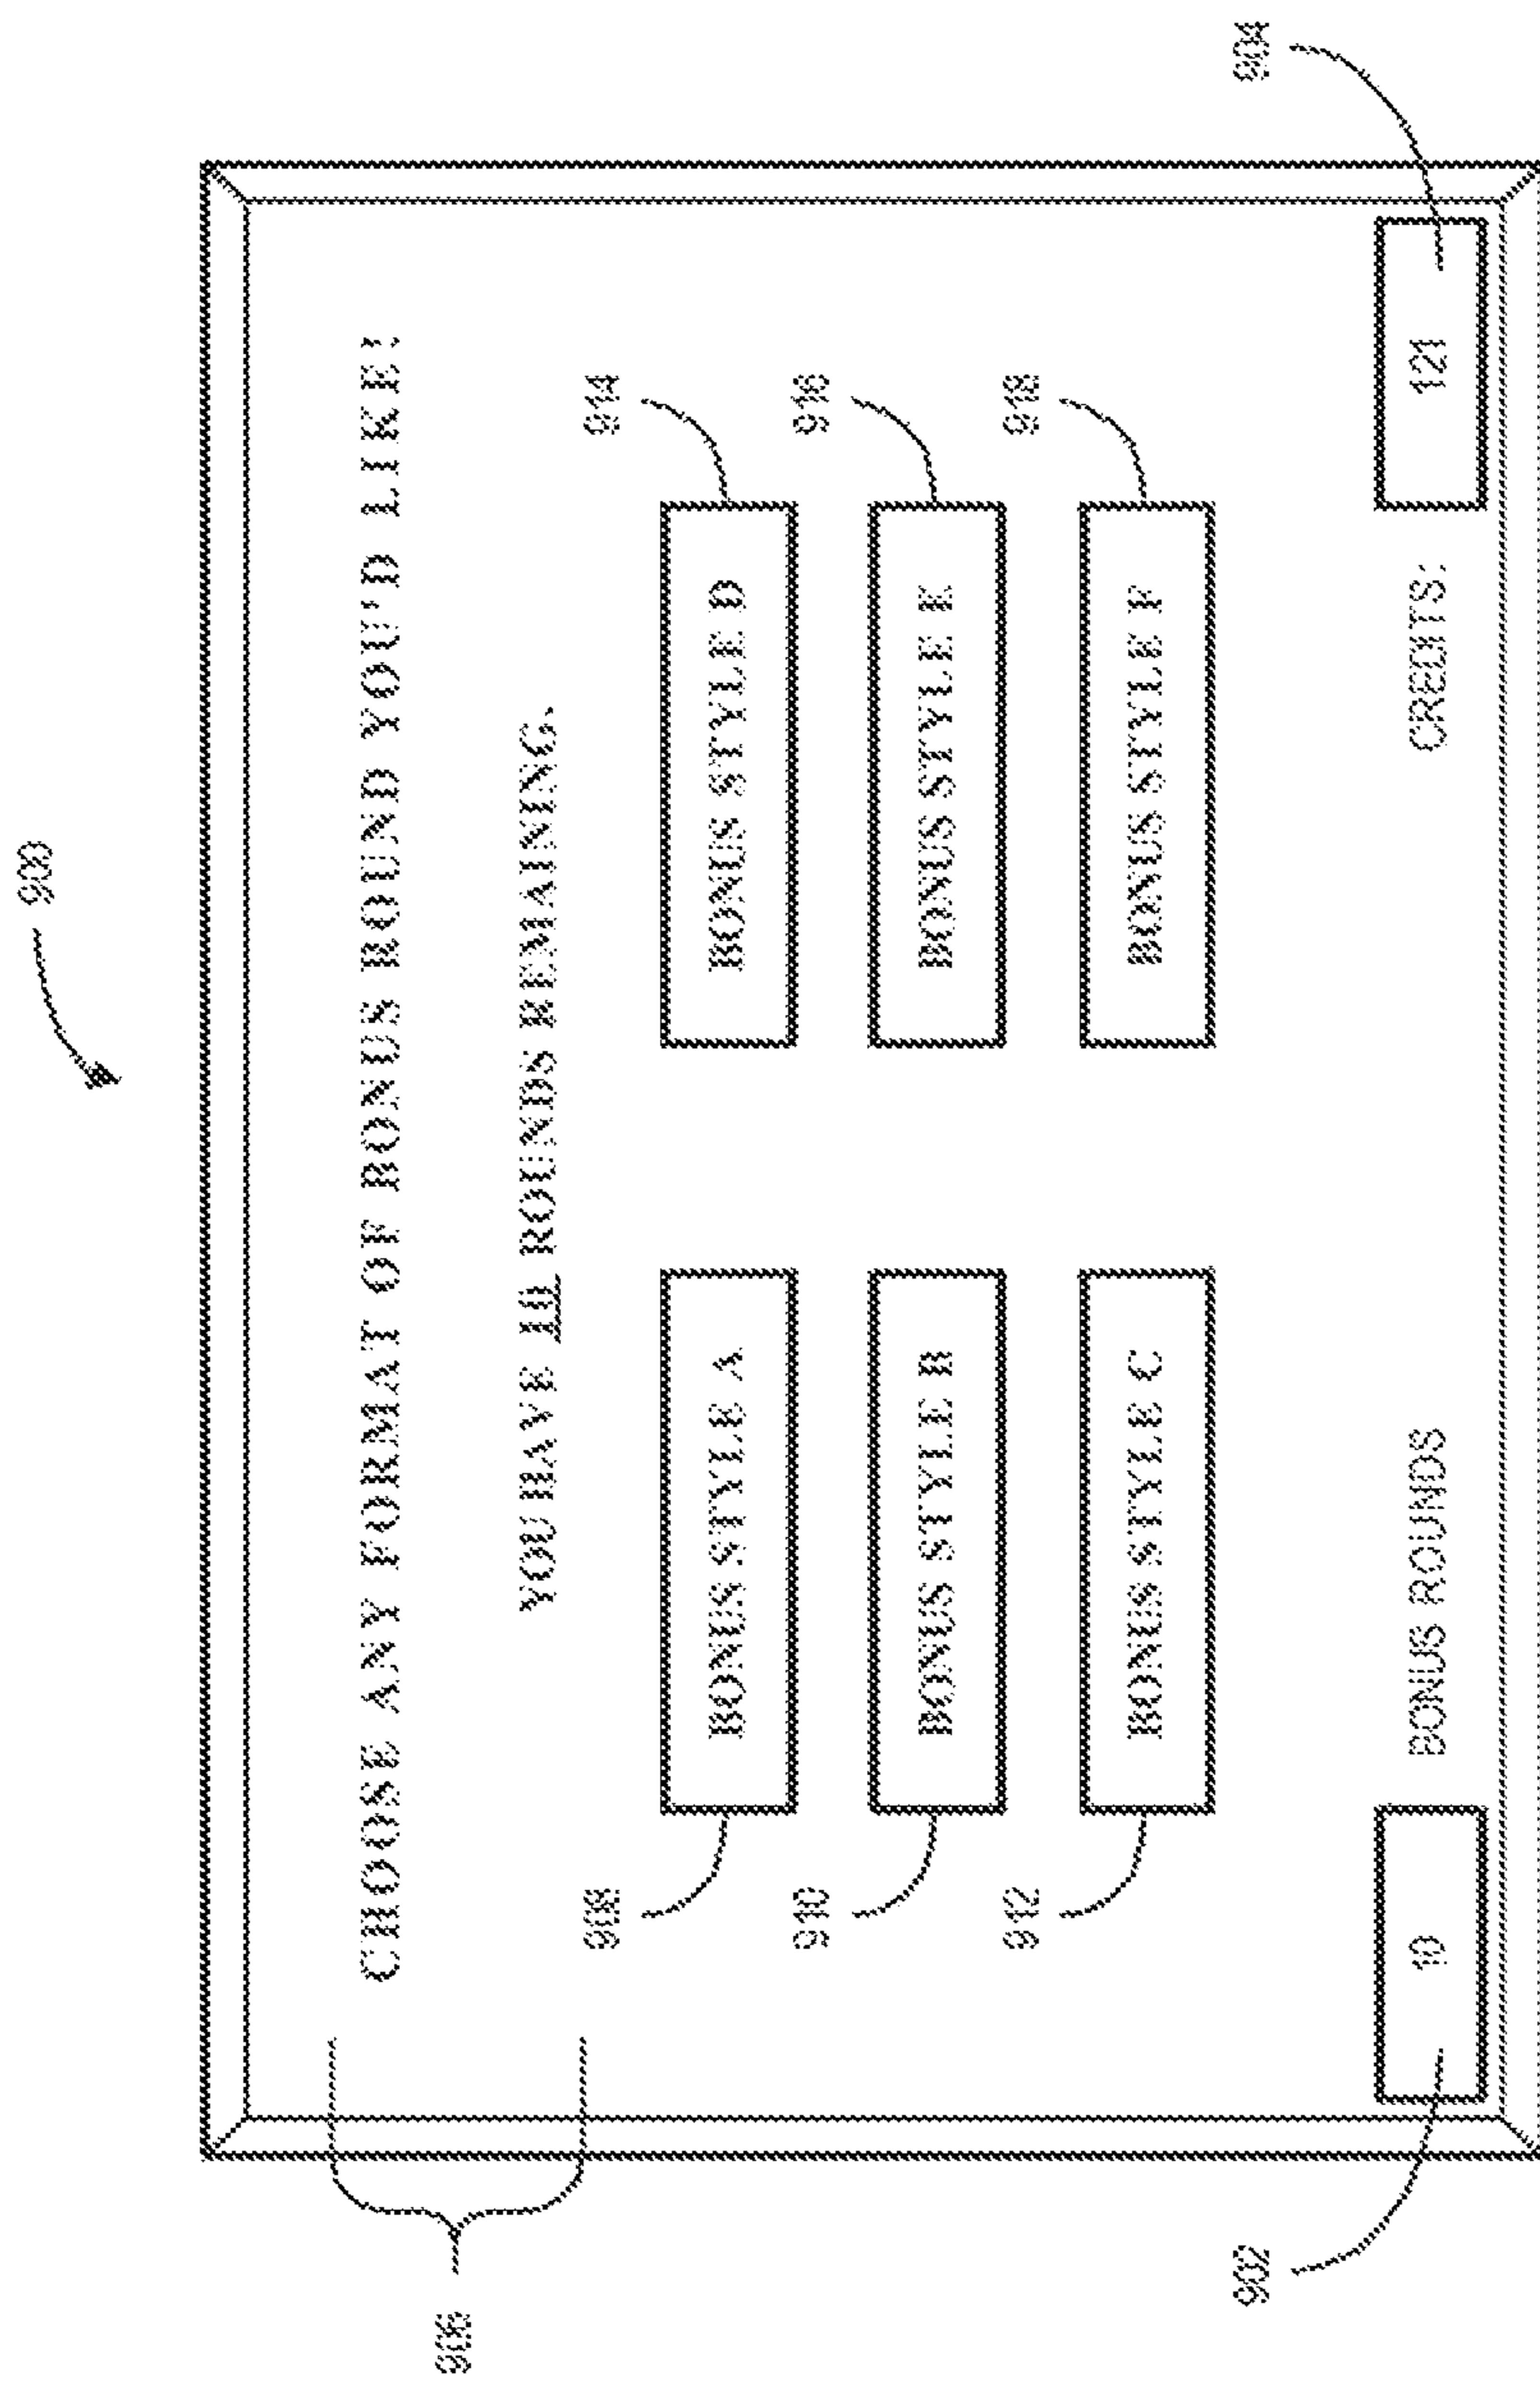 900
906
CHOOSE ANY FORMAT OF BONUS ROUND YOU'D LIKE!
YOU HAVE 10 ROUNDS REMAINING.
908
BONUS STYLE A
BONUS STYLE D
914
910
BONUS STYLE B
BONUS STYLE E
916
912
BONUS STYLE C
BONUS STYLE F
918
902
10
BONUS ROUNDS
CREDITS:
121
904